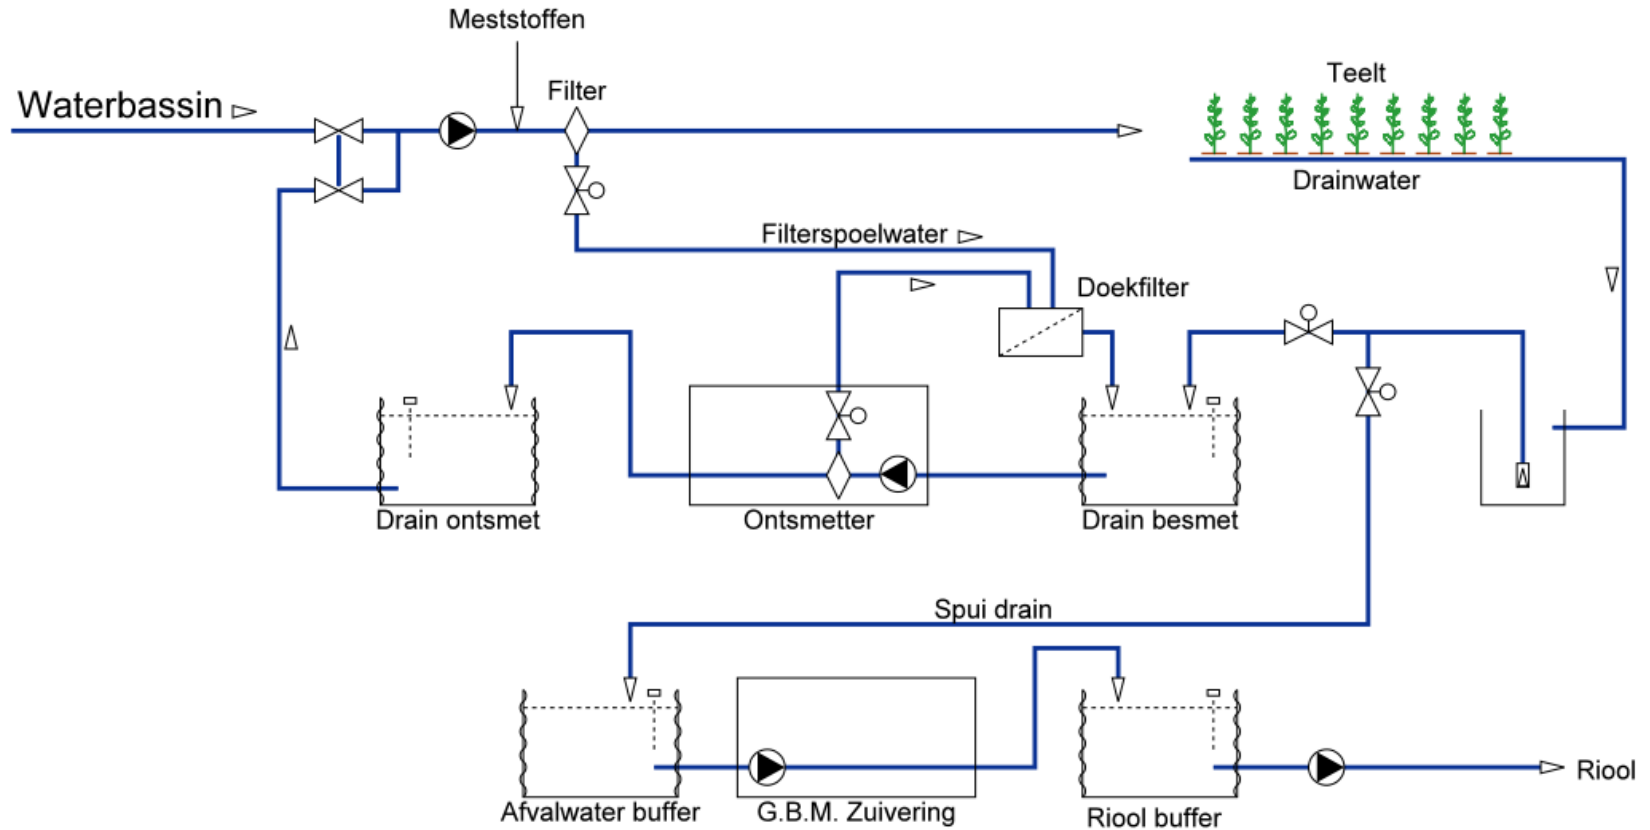 Meststoffen
Waterbassin
Filter
Teelt
Drainwater
Filterspoelwater
Doekfilter
Drain ontsmet
Ontsmetter
Drain besmet
Spui drain
Afvalwater buffer
G.B.M. Zuivering
Riool buffer
Riool